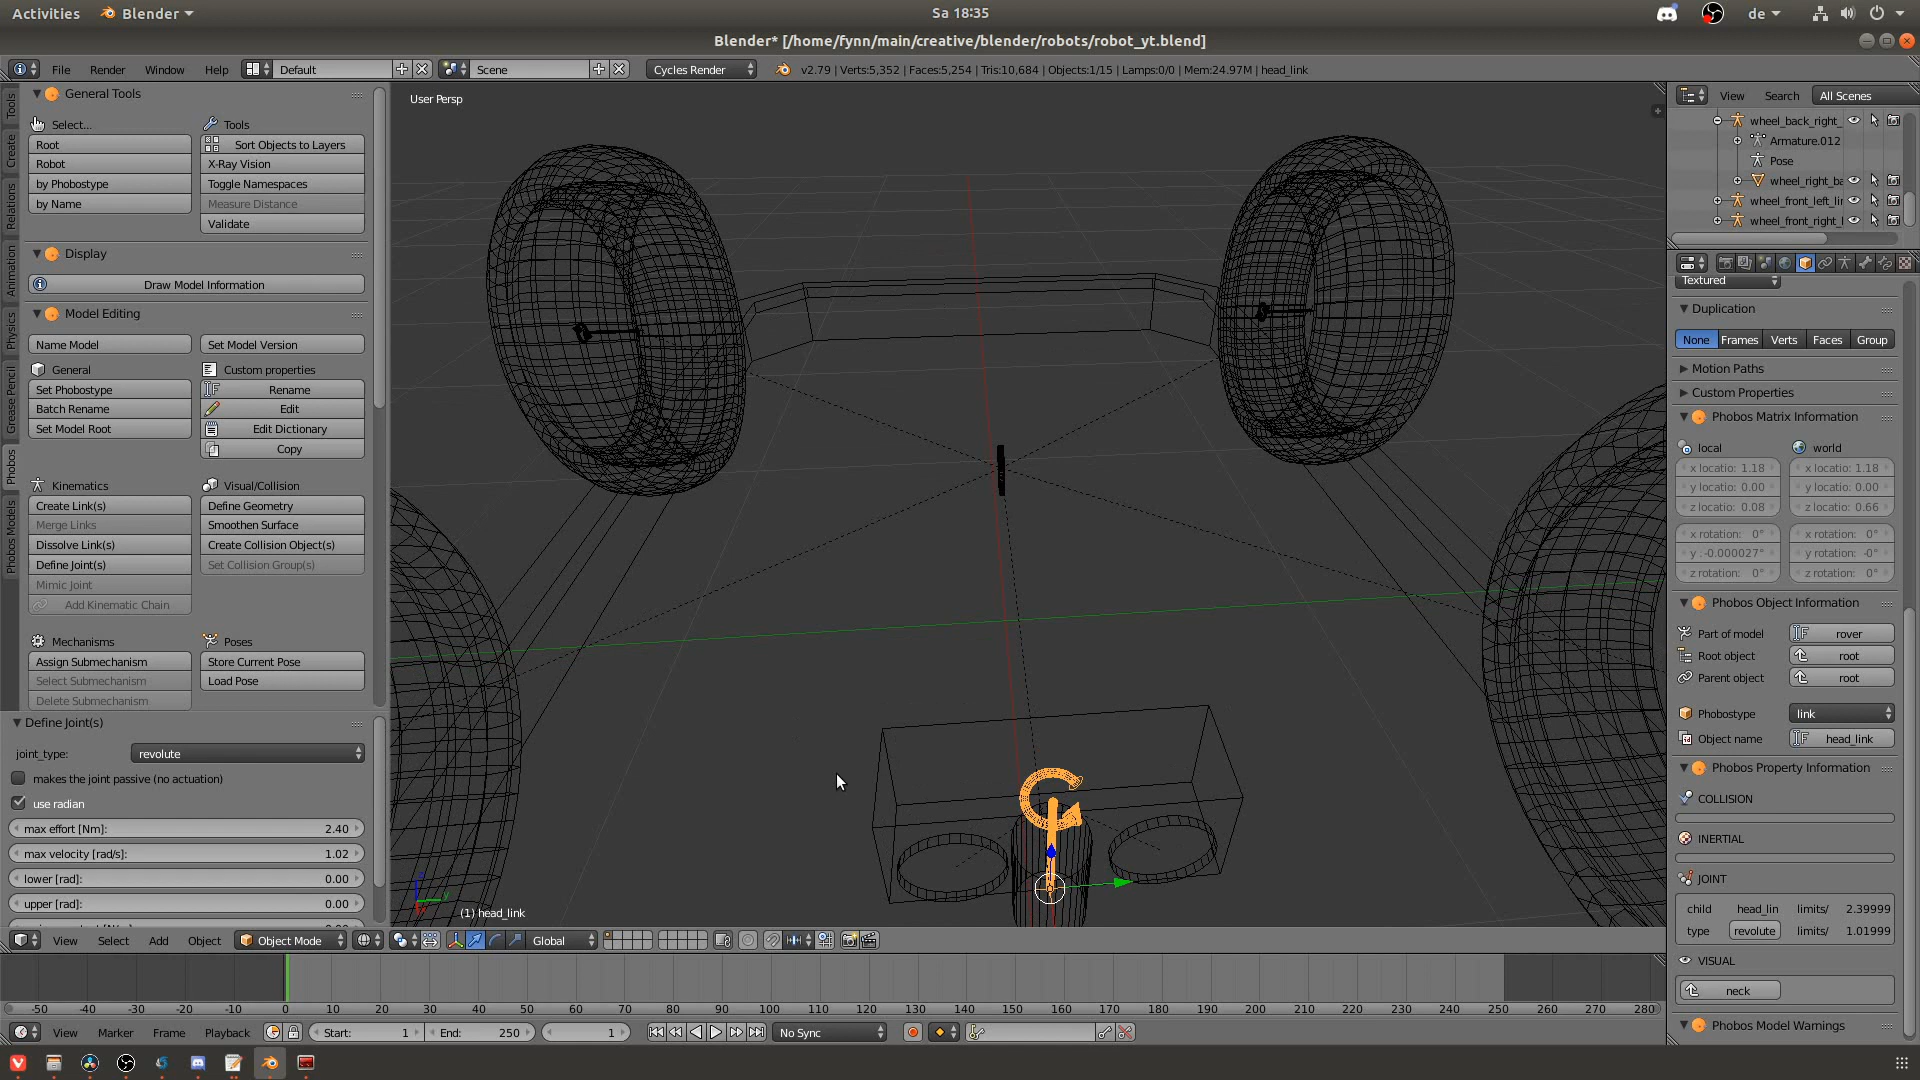 Activities
Blender
Sa 18:35
de
Blender* [/home/fynn/main/creative/blender/robots/robot_yt.blend]
File
Render
Window
Help
Default
Scene
Cycles Render
v2.79 | Verts:5,352 | Faces:5,254 | Tris:10,684 | Objects:1/15 | Lamps:0/0 | Mem:24.97M | head_link
Tools
Create
Relations
Animation
Physics
Grease Pencil
Phobos
Phobos Models
General Tools
Select...
Tools
Root
Sort Objects to Layers
Robot
X-Ray Vision
by Phobostype
Toggle Namespaces
by Name
Measure Distance
Validate
Display
Draw Model Information
Model Editing
Name Model
Set Model Version
General
Custom properties
Set Phobostype
Rename
Batch Rename
Edit
Set Model Root
Edit Dictionary
Copy
Kinematics
Visual/Collision
Create Link(s)
Define Geometry
Merge Links
Smoothen Surface
Dissolve Link(s)
Create Collision Object(s)
Define Joint(s)
Set Collision Group(s)
Mimic Joint
Add Kinematic Chain
Mechanisms
Poses
Assign Submechanism
Store Current Pose
Select Submechanism
Load Pose
Delete Submechanism
Define Joint(s)
joint_type:
revolute
makes the joint passive (no actuation)
use radian
max effort [Nm]: 2.40
max velocity [rad/s]: 1.02
lower [rad]: 0.00
upper [rad]: 0.00
User Persp
(1) head_link
View
Select
Add
Object
Object Mode
Global
-50 -40 -30 -20 -10 0 10 20 30 40 50 60 70 80 90 100 110 120 130 140 150 160 170 180 190 200 210 220 230 240 250 260 270 280
View
Marker
Frame
Playback
Start: 1
End: 250
1
No Sync
View
Search
All Scenes
wheel_back_right_
Armature.012
Pose
wheel_right_ba
wheel_front_left_lir
wheel_front_right_l
Textured
Duplication
None
Frames
Verts
Faces
Group
Motion Paths
Custom Properties
Phobos Matrix Information
local
world
x locatio: 1.18
x locatio: 1.18
y locatio: 0.00
y locatio: 0.00
z locatio: 0.08
z locatio: 0.66
x rotation: 0°
x rotation: 0°
y :-0.000027°
y rotation: -0°
z rotation: 0°
z rotation: 0°
Phobos Object Information
Part of model
rover
Root object
root
Parent object
root
Phobostype
link
Object name
head_link
Phobos Property Information
COLLISION
INERTIAL
JOINT
child head_lin limits/ 2.39999
type revolute limits/ 1.01999
VISUAL
neck
Phobos Model Warnings